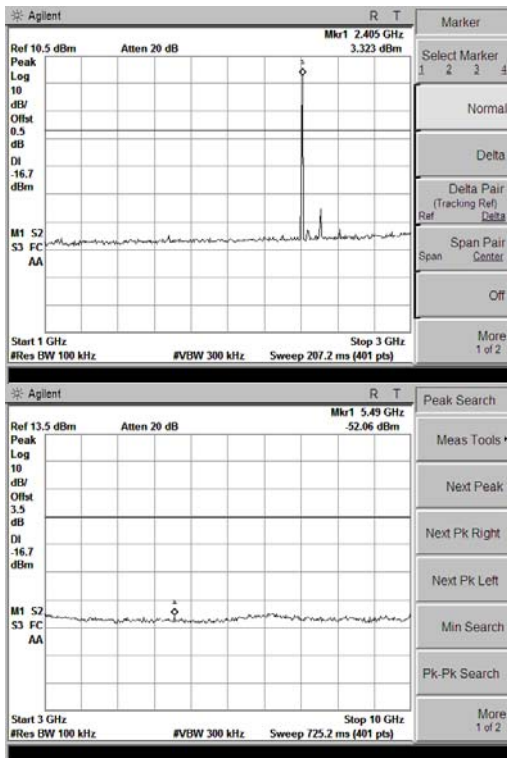 Agilent R T
Mkr1 2.405 GHz
Ref 10.5 dBm Atten 20 dB 3.323 dBm
Peak
Log
10
dB/
Offst
0.5
dB
DI
-16.7
dBm
M1 S2
S3 FC
AA
Start 1 GHz Stop 3 GHz
#Res BW 100 kHz #VBW 300 kHz Sweep 207.2 ms (401 pts)
Marker
Select Marker
1 2 3 4
Normal
Delta
Delta Pair
(Tracking Ref)
Ref Delta
Span Pair
Span Center
Off
More
1 of 2
Agilent R T
Mkr1 5.49 GHz
Ref 13.5 dBm Atten 20 dB -52.06 dBm
Peak
Log
10
dB/
Offst
3.5
dB
DI
-16.7
dBm
M1 S2
S3 FC
AA
Start 3 GHz Stop 10 GHz
#Res BW 100 kHz #VBW 300 kHz Sweep 725.2 ms (401 pts)
Peak Search
Meas Tools
Next Peak
Next Pk Right
Next Pk Left
Min Search
Pk-Pk Search
More
1 of 2